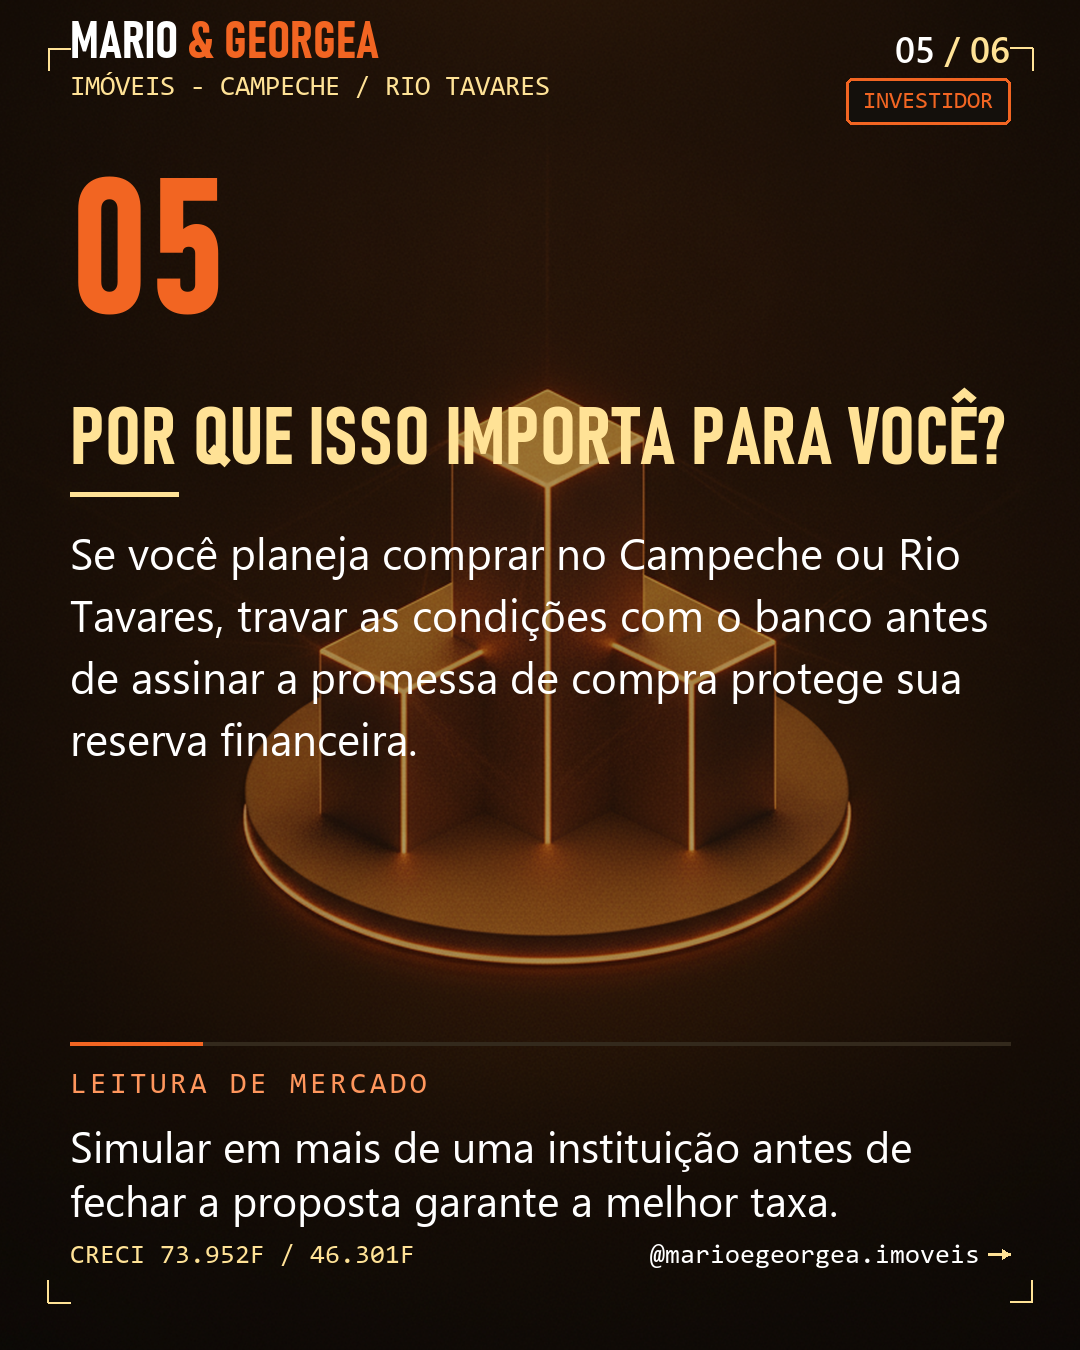 MARIO & GEORGEA
IMÓVEIS - CAMPECHE / RIO TAVARES
05 / 06
INVESTIDOR
05
POR QUE ISSO IMPORTA PARA VOCÊ?
Se você planeja comprar no Campeche ou Rio
Tavares, travar as condições com o banco antes
de assinar a promessa de compra protege sua
reserva financeira.
LEITURA DE MERCADO
Simular em mais de uma instituição antes de
fechar a proposta garante a melhor taxa.
CRECI 73.952F / 46.301F
@marioegeorgea.imoveis →